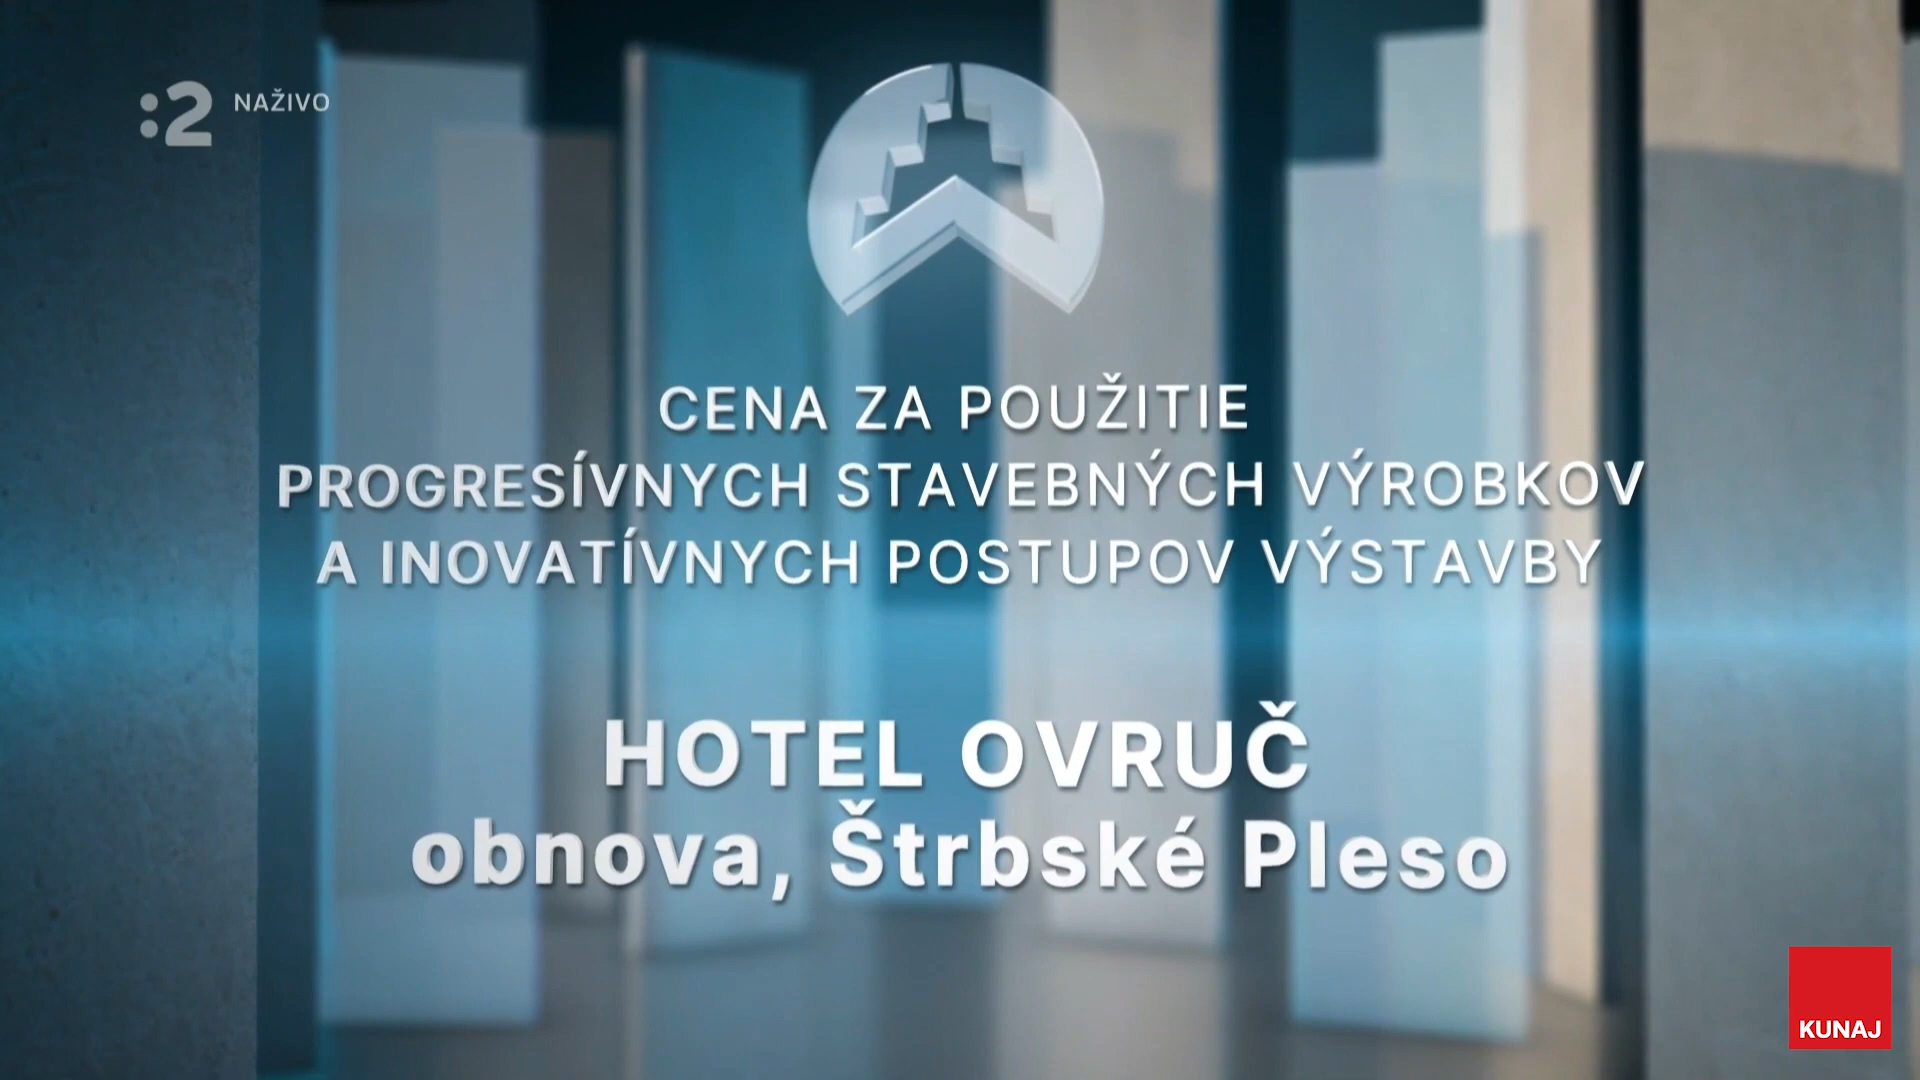 :2 NAŽIVO
CENA ZA POUŽITIE
PROGRESÍVNYCH STAVEBNÝCH VÝROBKOV
A INOVATÍVNYCH POSTUPOV VÝSTAVBY
HOTEL OVRUČ
obnova, Štrbské Pleso
KUNAJ